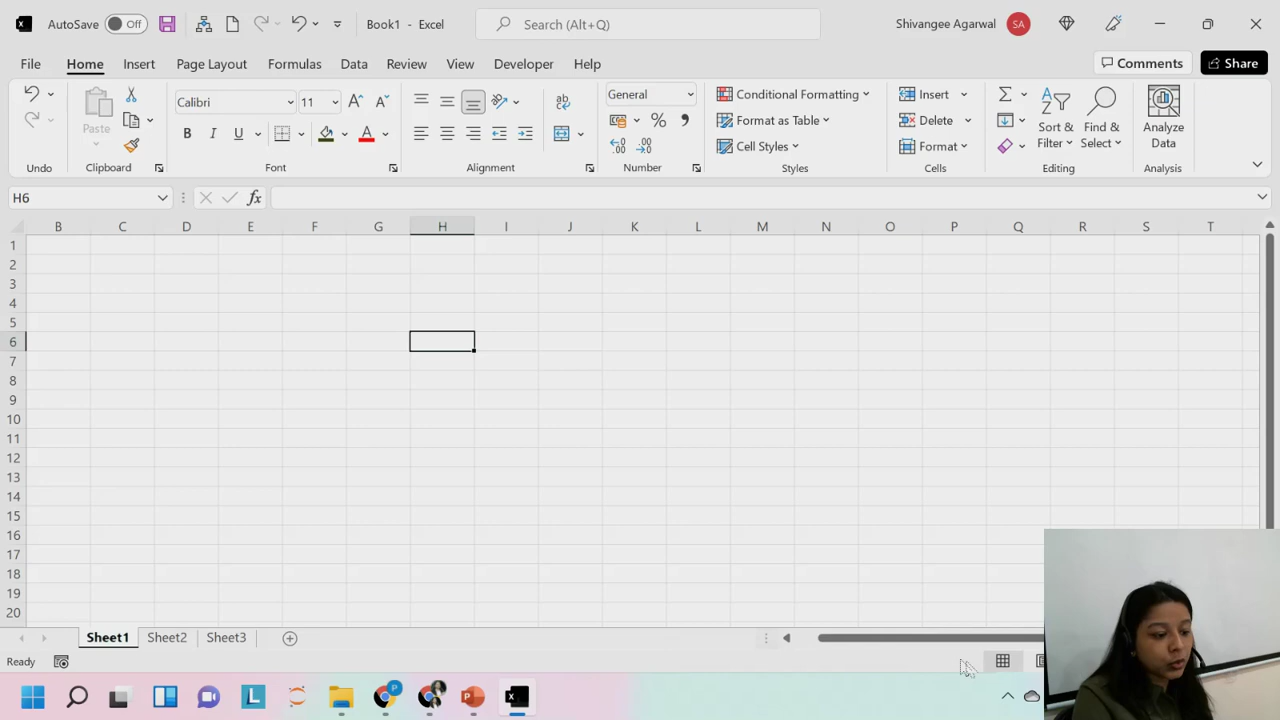 AutoSave Off Book1 - Excel Search (Alt+Q) Shivangee Agarwal SA
File Home Insert Page Layout Formulas Data Review View Developer Help Comments Share
Calibri 11 General Conditional Formatting Insert
Paste Format as Table Delete Sort & Filter Find & Select Analyze Data
B I U Cell Styles Format
Undo Clipboard Font Alignment Number Styles Cells Editing Analysis
H6 fx
B C D E F G H I J K L M N O P Q R S T
1
2
3
4
5
6
7
8
9
10
11
12
13
14
15
16
17
18
19
20
Sheet1 Sheet2 Sheet3
Ready